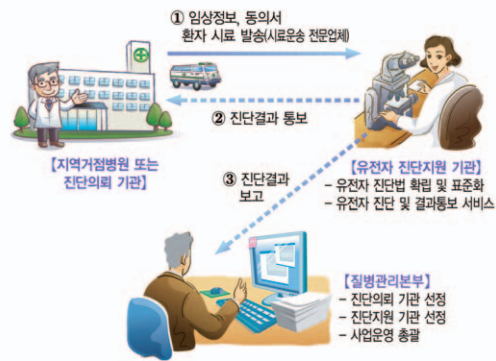 ① 임상정보, 동의서
환자 시료 발송(시료운송 전문업체)
② 진단결과 통보
【지역거점병원 또는
진단의뢰 기관】
【유전자 진단지원 기관】
– 유전자 진단법 확립 및 표준화
– 유전자 진단 및 결과통보 서비스
③ 진단결과
보고
【질병관리본부】
– 진단의뢰 기관 선정
– 진단지원 기관 선정
– 사업운영 총괄